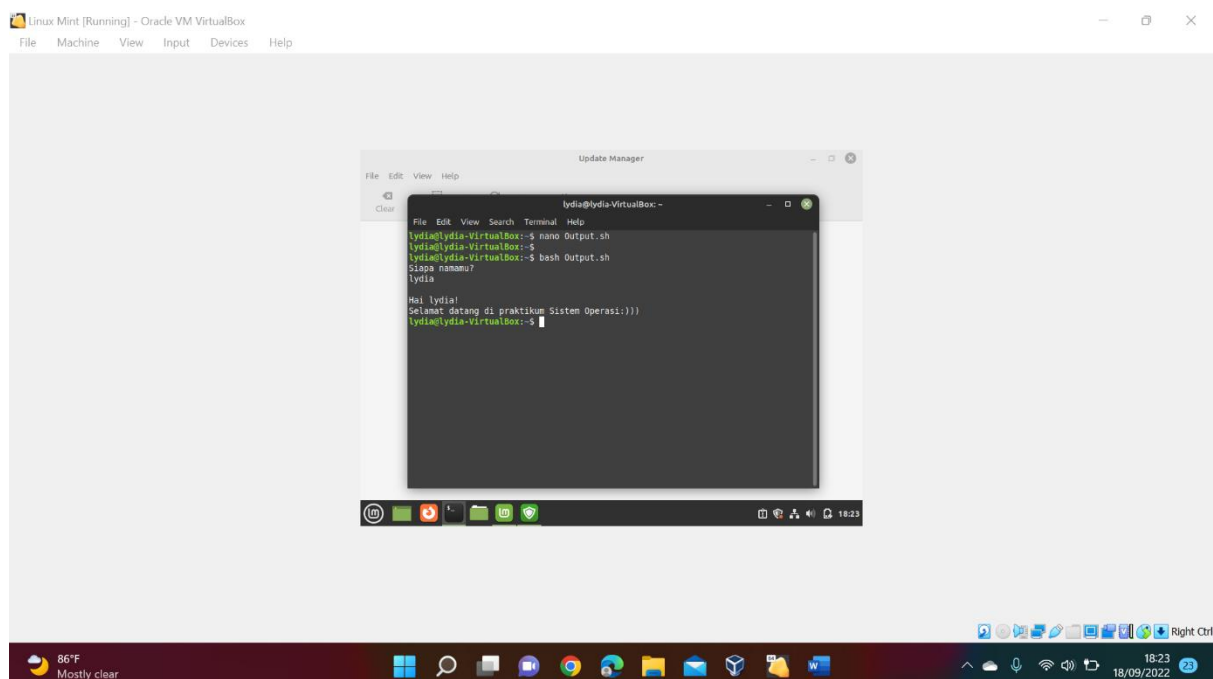 Linux Mint [Running] - Oracle VM VirtualBox
File Machine View Input Devices Help
Update Manager
File Edit View Help
Clear
lydia@lydia-VirtualBox: ~
File Edit View Search Terminal Help
lydia@lydia-VirtualBox:~$ nano Output.sh
lydia@lydia-VirtualBox:~$
lydia@lydia-VirtualBox:~$ bash Output.sh
Siapa namamu?
lydia
Hai lydia!
Selamat datang di praktikum Sistem Operasi:)))
lydia@lydia-VirtualBox:~$
18:23
Right Ctrl
86°F
Mostly clear
18:23
18/09/2022
23